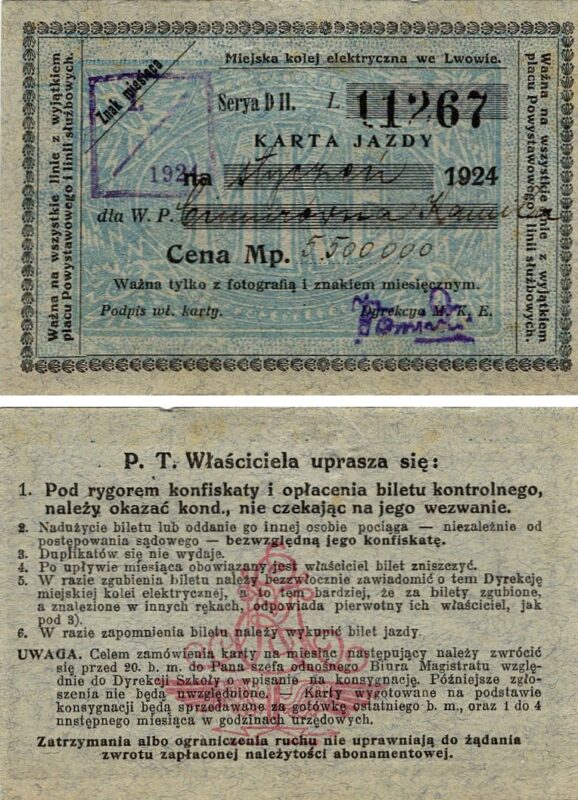 Miejska kolej elektryczna we Lwowie.
Znak miesiąca
1.
1924
Serya D II. L 11267
KARTA JAZDY
na styczeń 1924
dla W. P.
Cena Mp. 5.500000
Ważna tylko z fotografią i znakiem miesięcznym.
Podpis wł. karty. Dyrekcya M. K. E.
Ważna na wszystkie linie z wyjątkiem
placu Powystawowego i linii służbowych.
Ważna na wszystkie linie z wyjątkiem
placu Powystawowego i linii służbowych.
P. T. Właściciela uprasza się:
1. Pod rygorem konfiskaty i opłacenia biletu kontrolnego,
należy okazać kond., nie czekając na jego wezwanie.
2. Nadużycie biletu lub oddanie go innej osobie pociąga — niezależnie od
postępowania sądowego — bezwzględną jego konfiskatę.
3. Duplikatów się nie wydaje.
4. Po upływie miesiąca obowiązany jest właściciel bilet zniszczyć.
5. W razie zgubienia biletu należy bezzwłocznie zawiadomić o tem Dyrekcję
miejskiej kolei elektrycznej, a to tem bardziej, że za bilety zgubione,
a znalezione w innych rękach, odpowiada pierwotny ich właściciel, jak
pod 3).
6. W razie zapomnienia biletu należy wykupić bilet jazdy.
UWAGA. Celem zamówienia karty na miesiąc następujący należy zwrócić
się przed 20. b. m. do Pana szefa odnośnego Biura Magistratu wzglę-
dnie do Dyrekcji Szkoły o wpisanie na konsygnację. Późniejsze zgło-
szenia nie będą uwzględnione. — Karty wygotowane na podstawie
konsygnacji będą sprzedawane za gotówkę ostatniego b. m., oraz 1 do 4
nnstępnego miesiąca w godzinach urzędowych.
Zatrzymania albo ograniczenia ruchu nie uprawniają do żądania
zwrotu zapłaconej należytości abonamentowej.